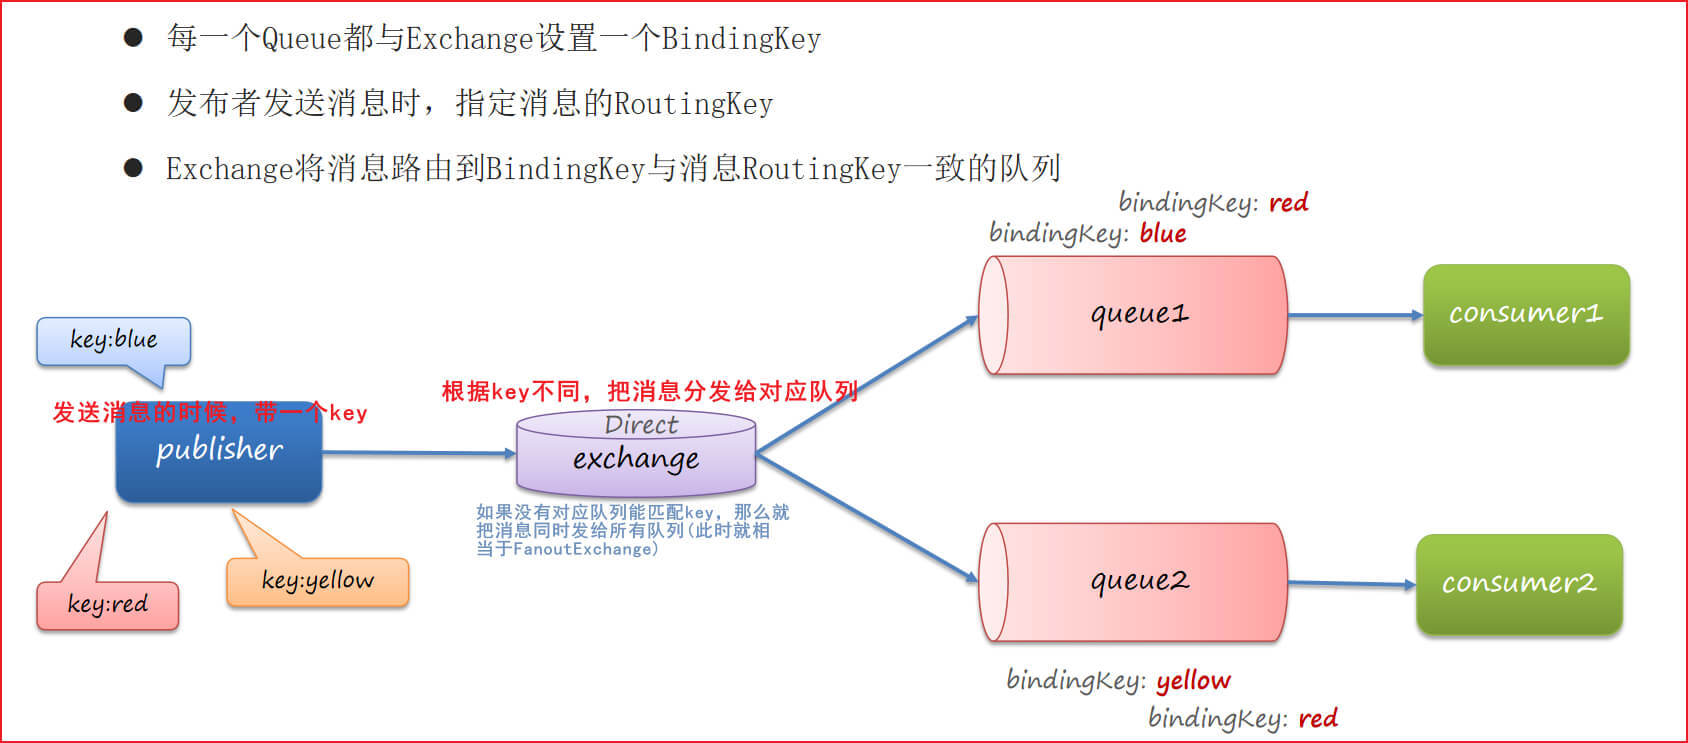 每一个Queue都与Exchange设置一个BindingKey
发布者发送消息时，指定消息的RoutingKey
Exchange将消息路由到BindingKey与消息RoutingKey一致的队列
bindingKey: red
bindingKey: blue
queue1
consumer1
key:blue
发送消息的时候，带一个key
publisher
根据key不同，把消息分发给对应队列
Direct
exchange
如果没有对应队列能匹配key，那么就
把消息同时发给所有队列(此时就相
当于FanoutExchange)
key:red
key:yellow
queue2
consumer2
bindingKey: yellow
bindingKey: red